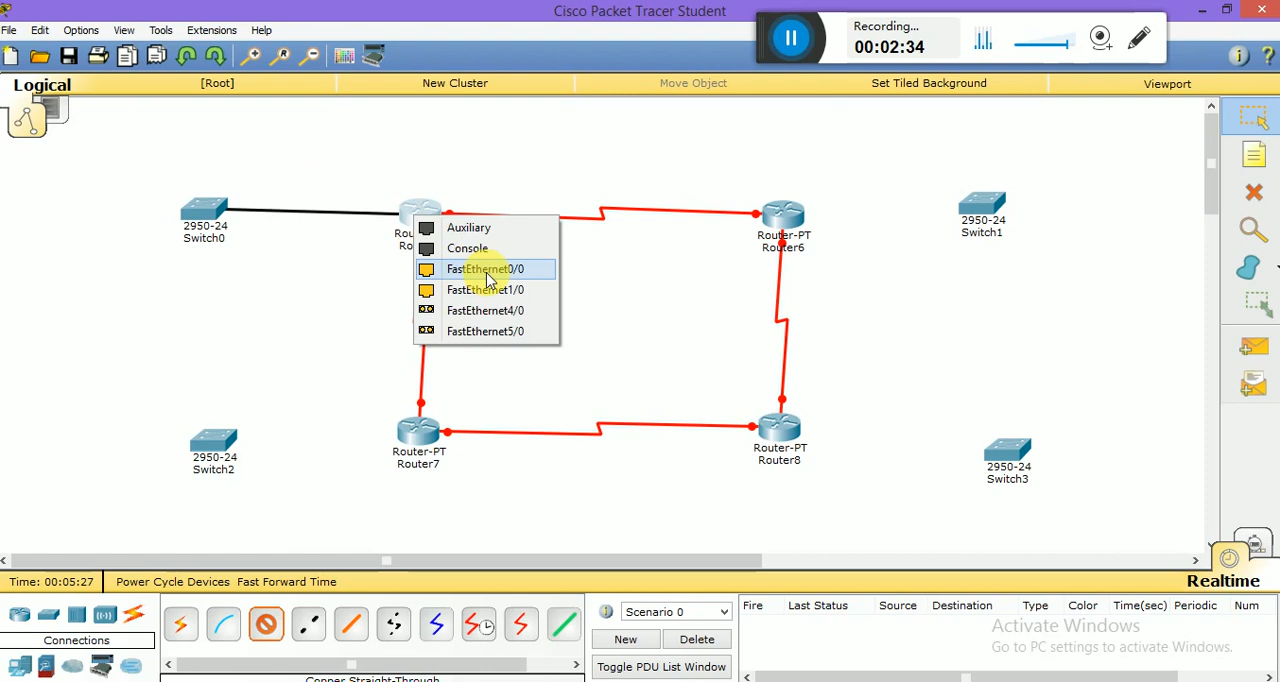 Cisco Packet Tracer Student
Recording...
00:02:34
File Edit Options View Tools Extensions Help
Logical
[Root]
New Cluster
Move Object
Set Tiled Background
Viewport
2950-24
Switch0
Router-PT
Router6
2950-24
Switch1
Auxiliary
Console
FastEthernet0/0
FastEthernet1/0
FastEthernet4/0
FastEthernet5/0
Router-PT
Router7
Router-PT
Router8
2950-24
Switch2
2950-24
Switch3
Time: 00:05:27
Power Cycle Devices Fast Forward Time
Realtime
Connections
Copper Straight-Through
Scenario 0
New
Delete
Toggle PDU List Window
Fire Last Status Source Destination Type Color Time(sec) Periodic Num
Activate Windows
Go to PC settings to activate Windows.